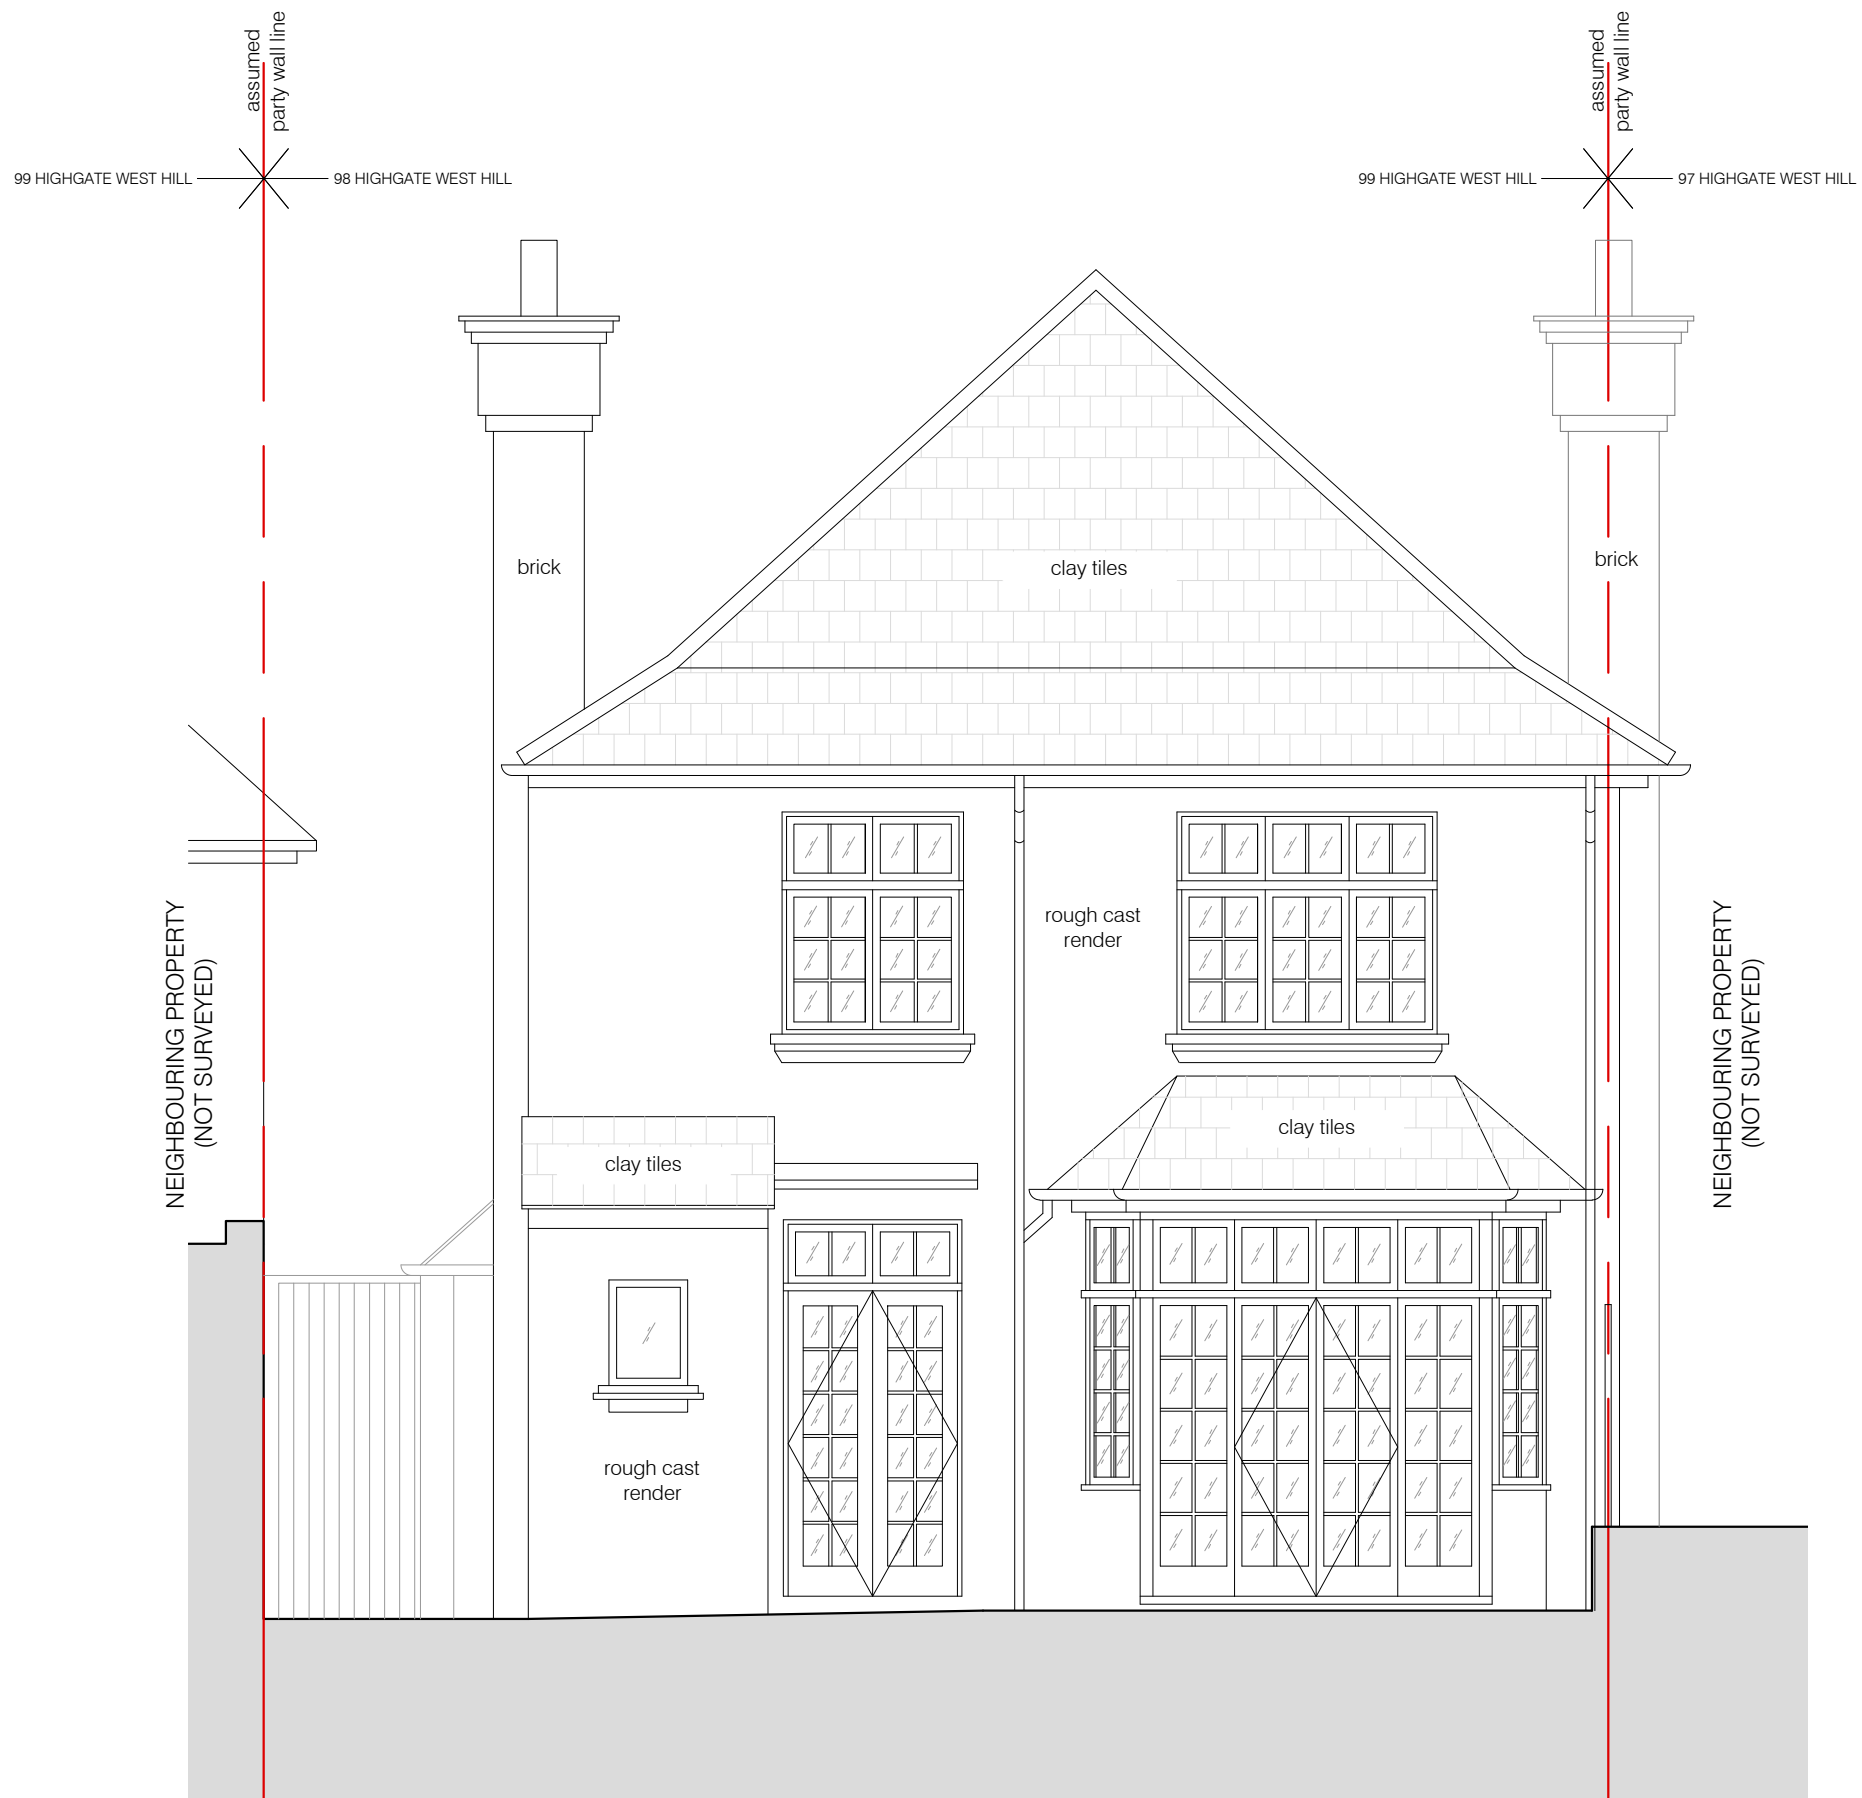 assumed
party wall line
assumed
party wall line
99 HIGHGATE WEST HILL
98 HIGHGATE WEST HILL
99 HIGHGATE WEST HILL
97 HIGHGATE WEST HILL
brick
clay tiles
brick
rough cast
render
NEIGHBOURING PROPERTY
(NOT SURVEYED)
NEIGHBOURING PROPERTY
(NOT SURVEYED)
clay tiles
clay tiles
rough cast
render